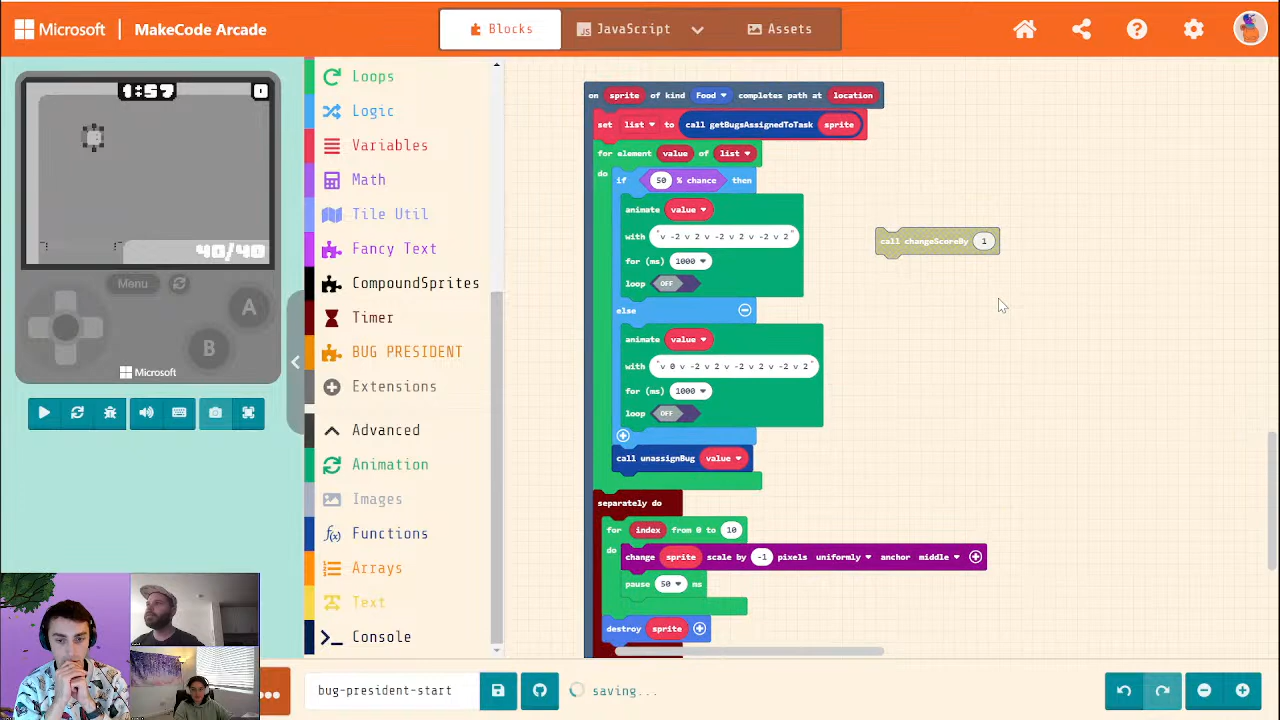 Microsoft
MakeCode Arcade
Blocks
JavaScript
Assets
1:57
40/40
Menu
A
B
Microsoft
Loops
Logic
Variables
Math
Tile Util
Fancy Text
CompoundSprites
Timer
BUG PRESIDENT
Extensions
Advanced
Animation
Images
Functions
Arrays
Text
Console
on sprite of kind Food completes path at location
set list to call getBugsAssignedToTask sprite
for element value of list
do if 50 % chance then
animate value
with "v -2 v 2 v -2 v 2 v -2 v 2"
for (ms) 1000
loop OFF
else
animate value
with "v 0 v -2 v 2 v -2 v 2 v -2 v 2"
for (ms) 1000
loop OFF
call unassignBug value
separately do
for index from 0 to 10
do change sprite scale by -1 pixels uniformly anchor middle
pause 50 ms
destroy sprite
call changeScoreBy 1
bug-president-start
saving...